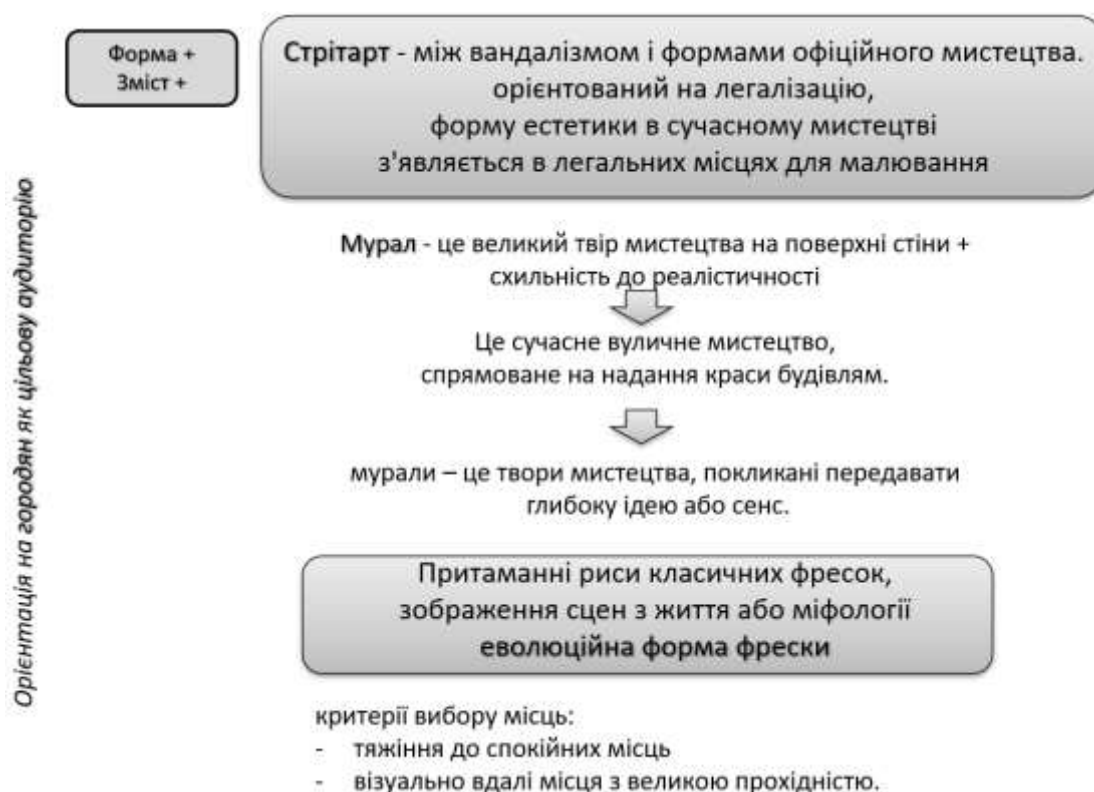 Форма +
Зміст +
Стрітарт - між вандалізмом і формами офіційного мистецтва.
орієнтований на легалізацію,
форму естетики в сучасному мистецтві
з'являється в легальних місцях для малювання
Орієнтація на городян як цільову аудиторію
Мурал - це великий твір мистецтва на поверхні стіни +
схильність до реалістичності
Це сучасне вуличне мистецтво,
спрямоване на надання краси будівлям.
мурали – це твори мистецтва, покликані передавати
глибоку ідею або сенс.
Притаманні риси класичних фресок,
зображення сцен з життя або міфології
еволюційна форма фрески
критерії вибору місць:
- тяжіння до спокійних місць
- візуально вдалі місця з великою прохідністю.